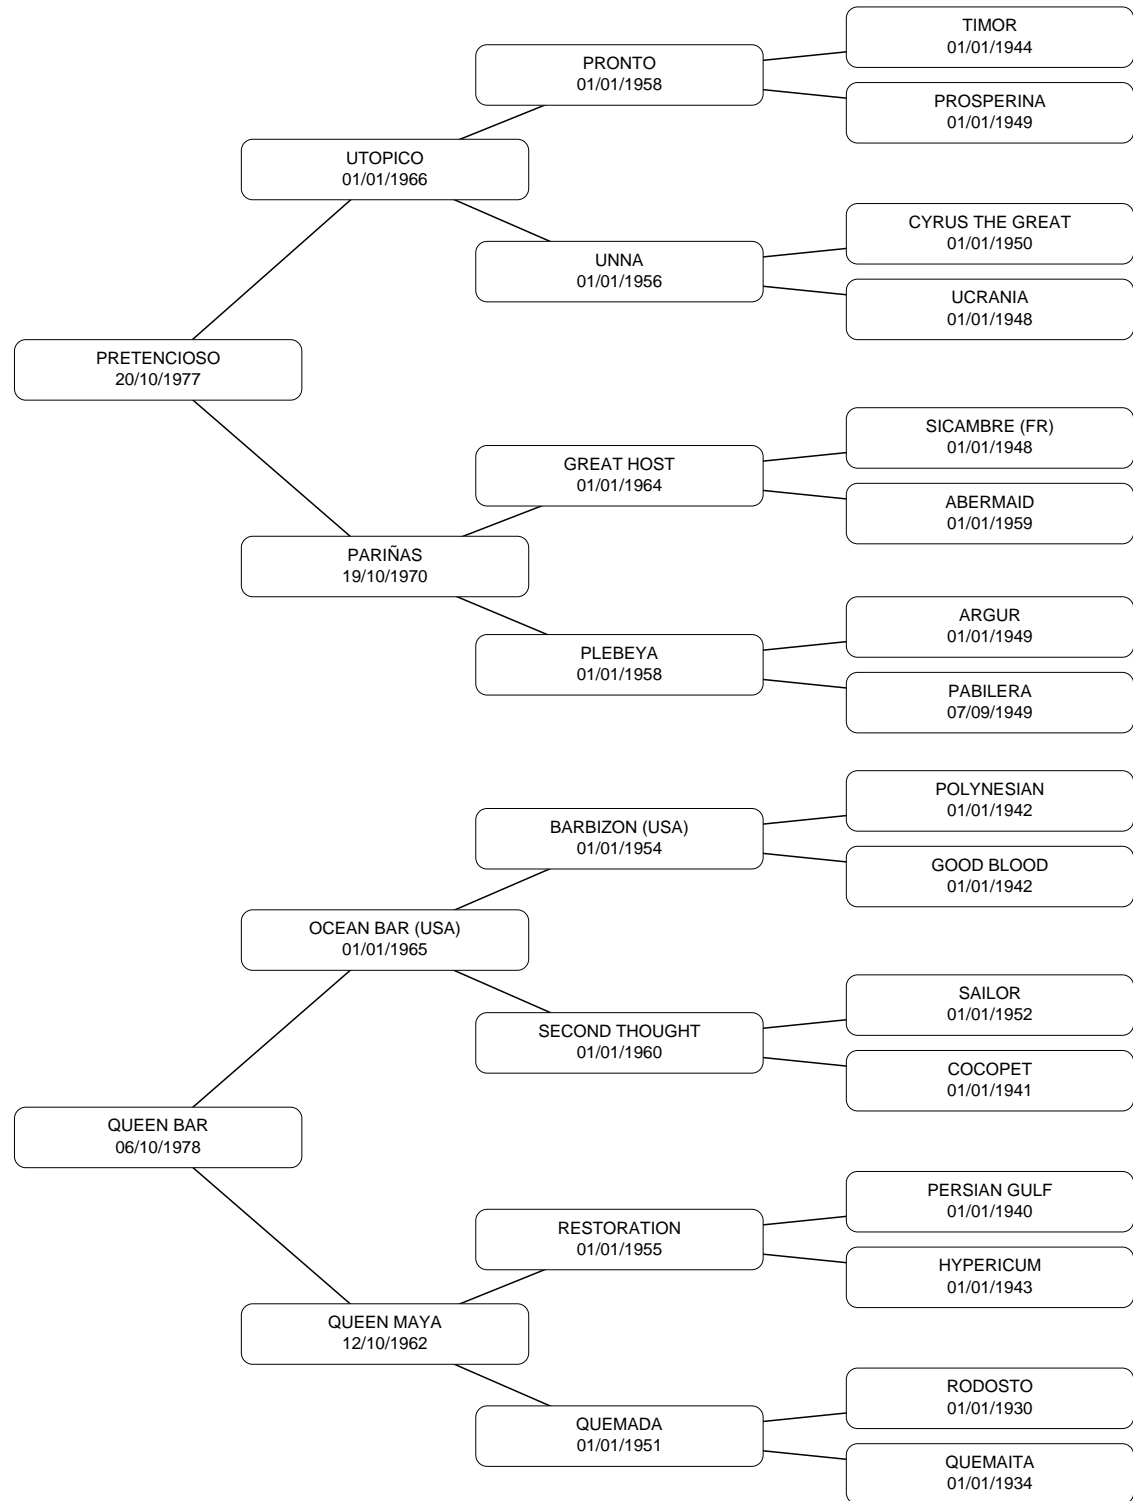 TIMOR
01/01/1944
PRONTO
01/01/1958
PROSPERINA
01/01/1949
UTOPICO
01/01/1966
CYRUS THE GREAT
01/01/1950
UNNA
01/01/1956
UCRANIA
01/01/1948
PRETENCIOSO
20/10/1977
SICAMBRE (FR)
01/01/1948
GREAT HOST
01/01/1964
ABERMAID
01/01/1959
PARIÑAS
19/10/1970
ARGUR
01/01/1949
PLEBEYA
01/01/1958
PABILERA
07/09/1949
POLYNESIAN
01/01/1942
BARBIZON (USA)
01/01/1954
GOOD BLOOD
01/01/1942
OCEAN BAR (USA)
01/01/1965
SAILOR
01/01/1952
SECOND THOUGHT
01/01/1960
COCOPET
01/01/1941
QUEEN BAR
06/10/1978
PERSIAN GULF
01/01/1940
RESTORATION
01/01/1955
HYPERICUM
01/01/1943
QUEEN MAYA
12/10/1962
RODOSTO
01/01/1930
QUEMADA
01/01/1951
QUEMAITA
01/01/1934